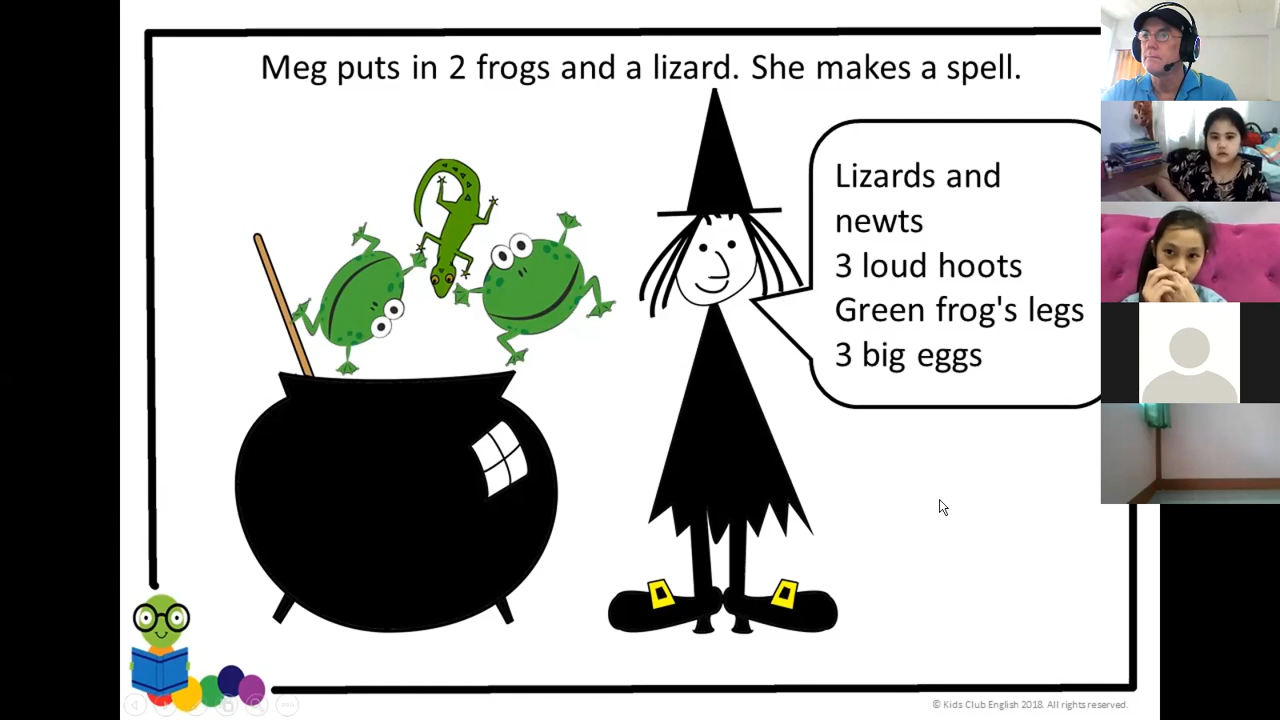 Meg puts in 2 frogs and a lizard. She makes a spell.
Lizards and
newts
3 loud hoots
Green frog's legs
3 big eggs
© Kids Club English 2018. All rights reserved.